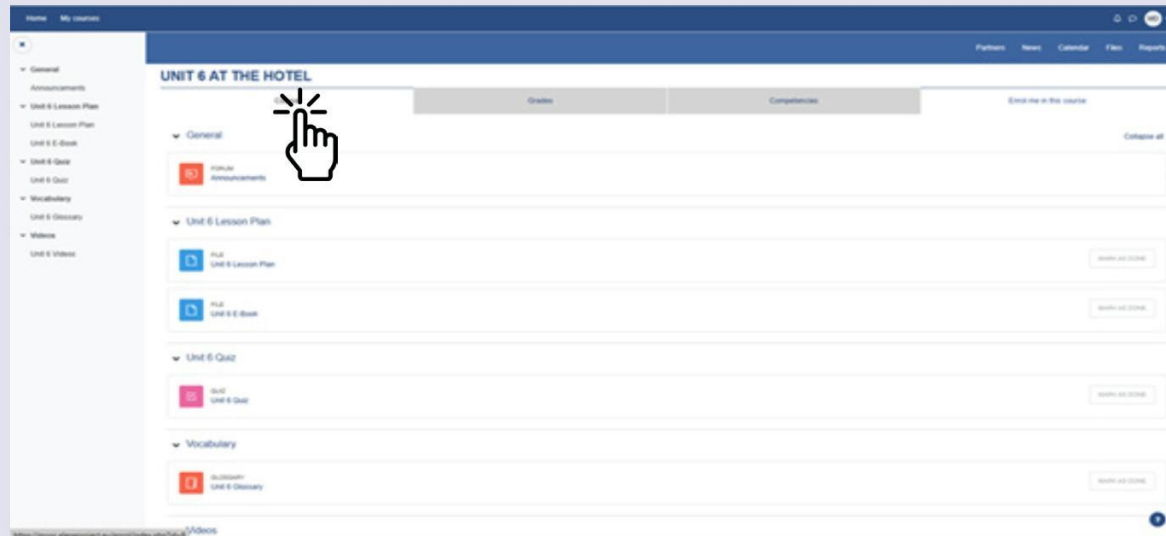 Home My courses
Partners News Calendar Files Reports
General
Announcements
Unit 6 Lesson Plan
Unit 6 Lesson Plan
Unit 6 E-Book
Unit 6 Quiz
Unit 6 Quiz
Vocabulary
Unit 6 Glossary
Videos
Unit 6 Videos
UNIT 6 AT THE HOTEL
Grades Competencies Enrol me in this course
General Collapse all
FORUM
Announcements
Unit 6 Lesson Plan
FILE
Unit 6 Lesson Plan
MARK AS DONE
FILE
Unit 6 E-Book
MARK AS DONE
Unit 6 Quiz
QUIZ
Unit 6 Quiz
MARK AS DONE
Vocabulary
GLOSSARY
Unit 6 Glossary
MARK AS DONE
Videos